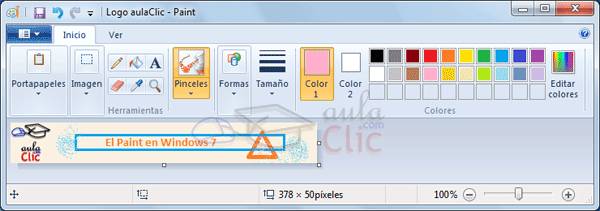 Logo aulaClic - Paint
Inicio Ver
Portapapeles
Imagen
A
Herramientas
Pinceles
Formas
Tamaño
Color 1
Color 2
Editar colores
Colores
aula
.com
Clic
aula
Clic
El Paint en Windows 7
378 × 50píxeles
100%